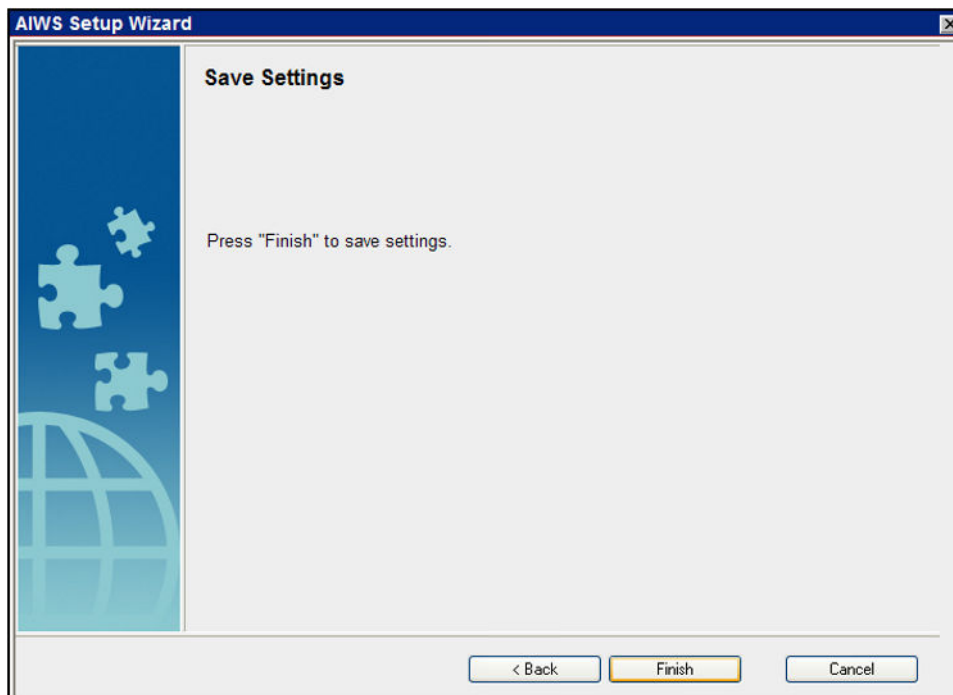 AIWS Setup Wizard
Save Settings
Press "Finish" to save settings.
< Back
Finish
Cancel